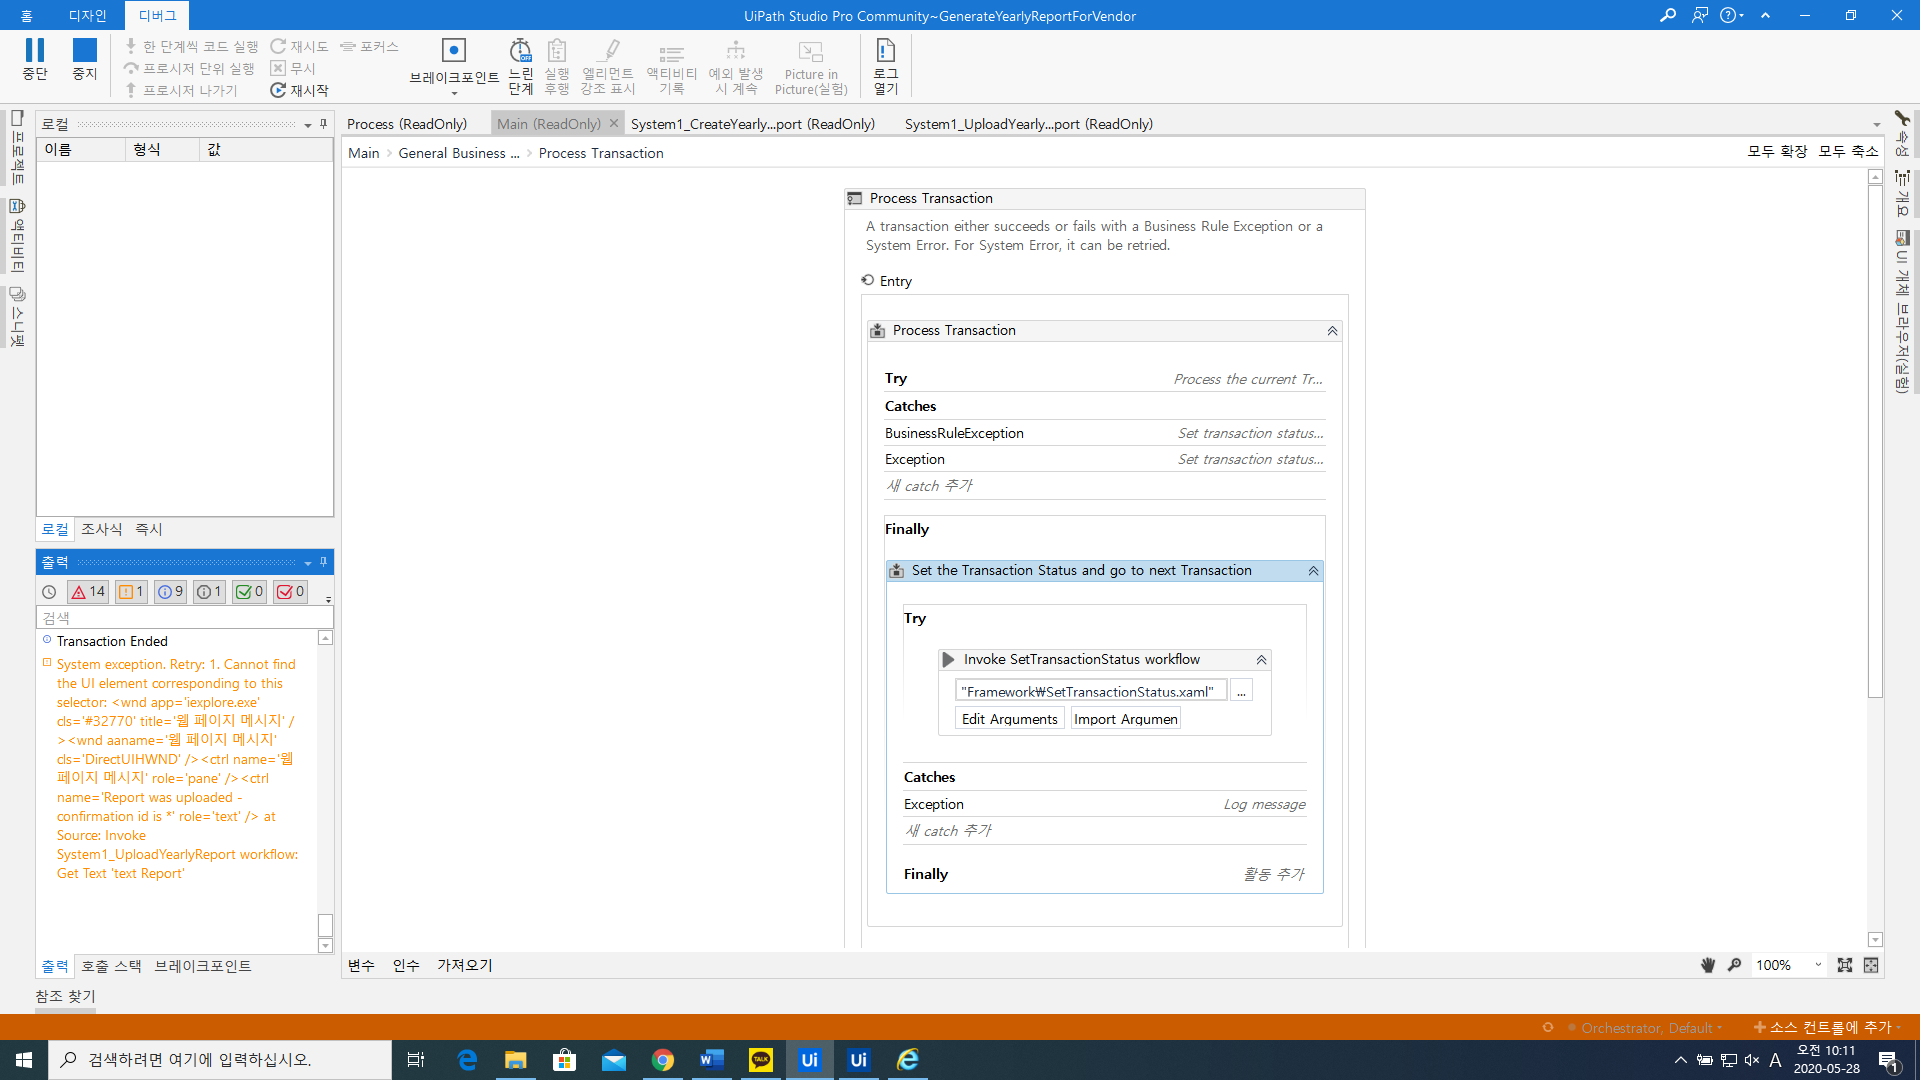 홈
디자인
디버그
UiPath Studio Pro Community~GenerateYearlyReportForVendor
중단
중지
한 단계씩 코드 실행
프로시저 단위 실행
프로시저 나가기
재시도
무시
재시작
포커스
브레이크포인트
느린
단계
실행
후행
엘리먼트
강조 표시
액티비티
기록
예외 발생
시 계속
Picture in
Picture(실험)
로그
열기
프로젝트
액티비티
스니펫
로컬
이름
형식
값
로컬
조사식
즉시
출력
14
1
9
1
0
0
검색
Transaction Ended
System exception. Retry: 1. Cannot find
the UI element corresponding to this
selector: <wnd app='iexplore.exe'
cls='#32770' title='웹 페이지 메시지' /
><wnd aaname='웹 페이지 메시지'
cls='DirectUIHWND' /><ctrl name='웹
페이지 메시지' role='pane' /><ctrl
name='Report was uploaded -
confirmation id is *' role='text' /> at
Source: Invoke
System1_UploadYearlyReport workflow:
Get Text 'text Report'
출력
호출 스택
브레이크포인트
참조 찾기
Process (ReadOnly)
Main (ReadOnly)
System1_CreateYearly...port (ReadOnly)
System1_UploadYearly...port (ReadOnly)
Main
General Business ...
Process Transaction
모두 확장
모두 축소
Process Transaction
A transaction either succeeds or fails with a Business Rule Exception or a
System Error. For System Error, it can be retried.
Entry
Process Transaction
Try
Process the current Tr...
Catches
BusinessRuleException
Set transaction status...
Exception
Set transaction status...
새 catch 추가
Finally
Set the Transaction Status and go to next Transaction
Try
Invoke SetTransactionStatus workflow
"Framework₩SetTransactionStatus.xaml"
...
Edit Arguments
Import Argumen
Catches
Exception
Log message
새 catch 추가
Finally
활동 추가
변수
인수
가져오기
100%
속성
개요
UI 개체 브라우저(실험)
Orchestrator, Default
소스 컨트롤에 추가
검색하려면 여기에 입력하십시오.
TALK
Ui
Ui
A
오전 10:11
2020-05-28
1